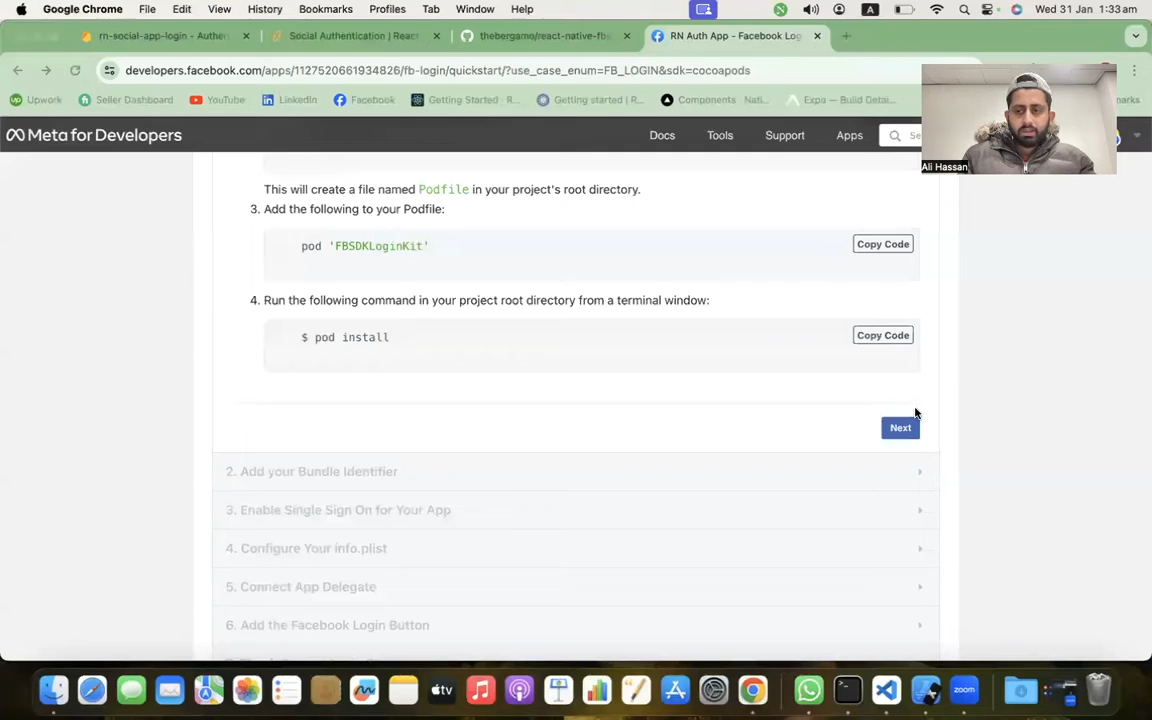 Google Chrome File Edit View History Bookmarks Profiles Tab Window Help A Wed 31 Jan 1:33 am
rn-social-app-login - Authen × Social Authentication | React × thebergamo/react-native-fbs × RN Auth App - Facebook Log × +
developers.facebook.com/apps/1127520661934826/fb-login/quickstart/?use_case_enum=FB_LOGIN&sdk=cocoapods
Upwork Seller Dashboard YouTube LinkedIn Facebook Getting Started · R... Getting started | R... Components · Nati... Expo — Build Detai...
Meta for Developers Docs Tools Support Apps
Ali Hassan
This will create a file named Podfile in your project's root directory.
3. Add the following to your Podfile:
pod 'FBSDKLoginKit'
Copy Code
4. Run the following command in your project root directory from a terminal window:
$ pod install
Copy Code
Next
2. Add your Bundle Identifier
3. Enable Single Sign On for Your App
4. Configure Your info.plist
5. Connect App Delegate
6. Add the Facebook Login Button
tv
zoom